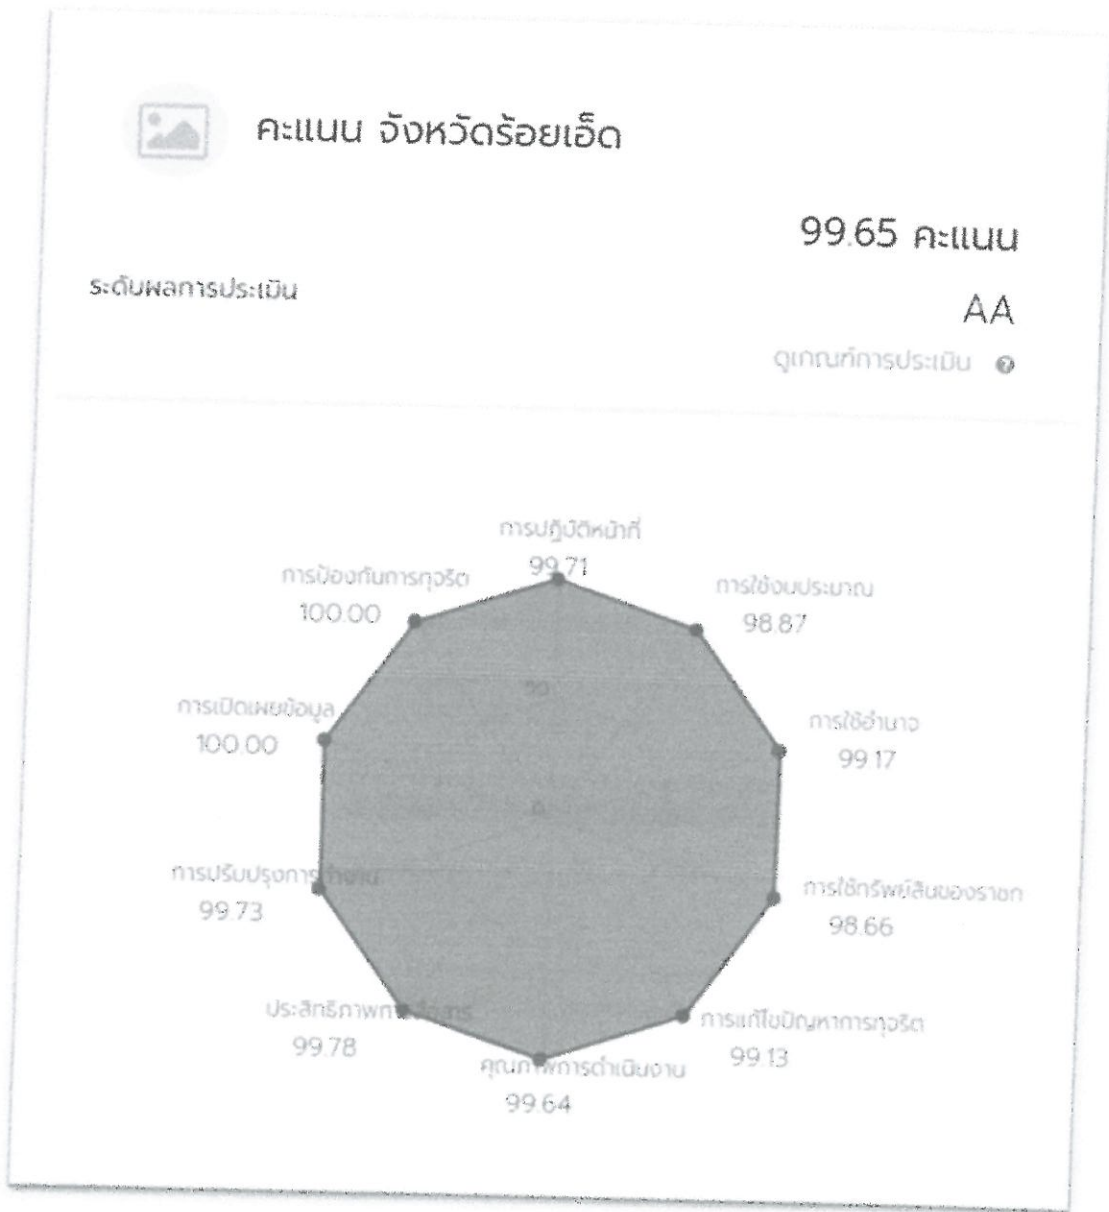 คะแนน จังหวัดร้อยเอ็ด
99.65 คะแนน
ระดับผลการประเมิน
AA
ดูเกณฑ์การประเมิน
การปฏิบัติหน้าที่
99.71
การใช้งบประมาณ
98.87
การใช้อำนาจ
99.17
การใช้ทรัพย์สินของราชก
98.66
การแก้ไขปัญหาการทุจริต
99.13
คุณภาพการดำเนินงาน
99.64
ประสิทธิภาพการสื่อสาร
99.78
การปรับปรุงการทำงาน
99.73
การเปิดเผยข้อมูล
100.00
การป้องกันการทุจริต
100.00
50
0